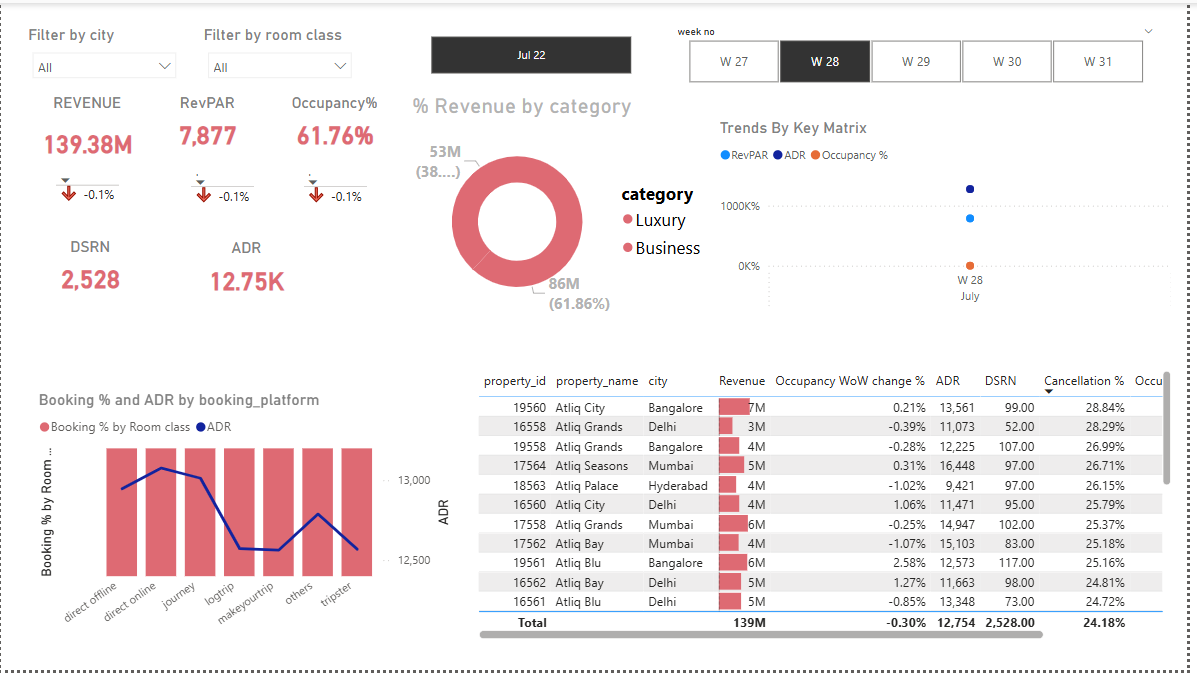 Filter by city
Filter by room class
All
All
Jul 22
week no
W 27
W 28
W 29
W 30
W 31
REVENUE
RevPAR
Occupancy%
139.38M
7,877
61.76%
-0.1%
-0.1%
-0.1%
DSRN
ADR
2,528
12.75K
% Revenue by category
53M
(38....)
86M
(61.86%)
category
Luxury
Business
Trends By Key Matrix
RevPAR ADR Occupancy %
1000K%
0K%
W 28
July
Booking % and ADR by booking_platform
Booking % by Room class ADR
Booking % by Room ...
13,000
12,500
ADR
direct offline
direct online
journey
logtrip
makeyourtrip
others
tripster
property_id property_name city Revenue Occupancy WoW change % ADR DSRN Cancellation % Occu
19560 Atliq City Bangalore 7M 0.21% 13,561 99.00 28.84%
16558 Atliq Grands Delhi 3M -0.39% 11,073 52.00 28.29%
19558 Atliq Grands Bangalore 4M -0.28% 12,225 107.00 26.99%
17564 Atliq Seasons Mumbai 5M 0.31% 16,448 97.00 26.71%
18563 Atliq Palace Hyderabad 4M -1.02% 9,421 97.00 26.15%
16560 Atliq City Delhi 4M 1.06% 11,471 95.00 25.79%
17558 Atliq Grands Mumbai 6M -0.25% 14,947 102.00 25.37%
17562 Atliq Bay Mumbai 4M -1.07% 15,103 83.00 25.18%
19561 Atliq Blu Bangalore 6M 2.58% 12,573 117.00 25.16%
16562 Atliq Bay Delhi 5M 1.27% 11,663 98.00 24.81%
16561 Atliq Blu Delhi 5M -0.85% 13,348 73.00 24.72%
Total 139M -0.30% 12,754 2,528.00 24.18%